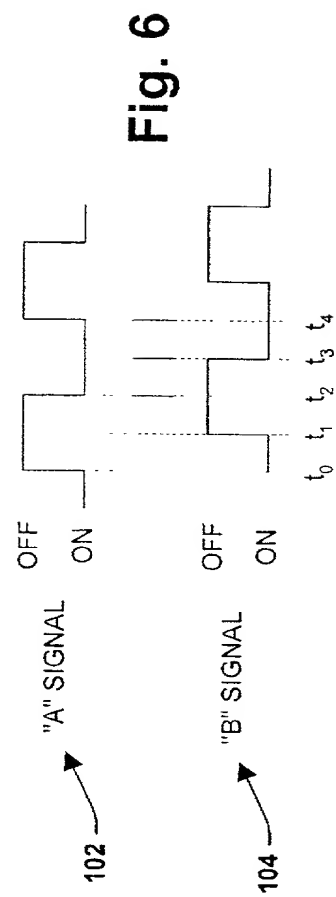 OFF
"A" SIGNAL
ON
102
OFF
"B" SIGNAL
ON
104
t₀ t₁ t₂ t₃ t₄
Fig. 6